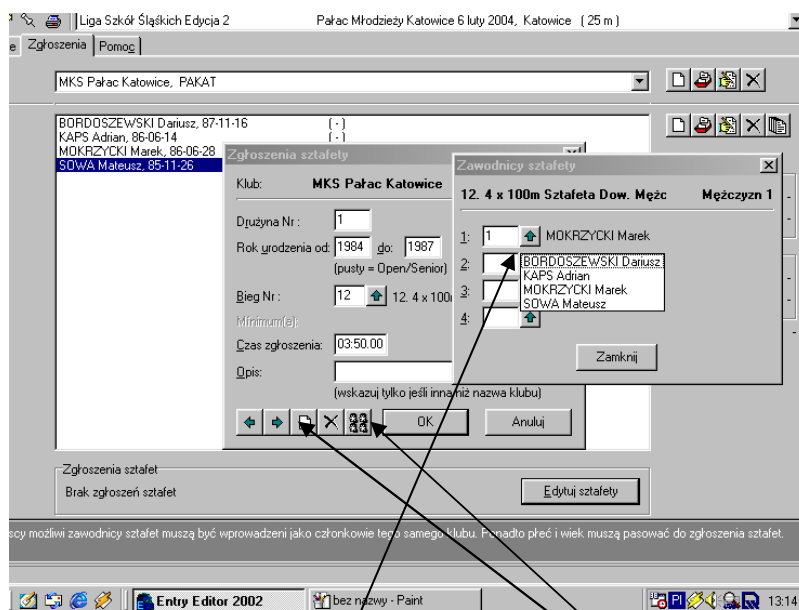 Liga Szkół Śląskich Edycja 2 Pałac Młodzieży Katowice 6 luty 2004, Katowice ( 25 m )
e Zgłoszenia Pomoc
MKS Pałac Katowice, PAKAT
BORDOSZEWSKI Dariusz, 87-11-16 ( - )
KAPS Adrian, 86-06-14 ( - )
MOKRZYCKI Marek, 86-06-28
SOWA Mateusz, 85-11-26
Zgłoszenia sztafety
Klub: MKS Pałac Katowice
Drużyna Nr : 1
Rok urodzenia od: 1984 do: 1987
(pusty = Open/Senior)
Bieg Nr : 12 12. 4 x 100m
Minimum(a):
Czas zgłoszenia: 03:50.00
Opis:
(wskazuj tylko jeśli inna niż nazwa klubu)
OK Anuluj
Zawodnicy sztafety
12. 4 x 100m Sztafeta Dow. Mężc Mężczyzn 1
1: 1 MOKRZYCKI Marek
2:
3:
4:
BORDOSZEWSKI Dariusz
KAPS Adrian
MOKRZYCKI Marek
SOWA Mateusz
Zamknij
Zgłoszenia sztafet
Brak zgłoszeń sztafet
Edytuj sztafety
scy możliwi zawodnicy sztafet muszą być wprowadzeni jako członkowie tego samego klubu. Ponadto płeć i wiek muszą pasować do zgłoszenia sztafet.
Entry Editor 2002 bez nazwy - Paint PI 13:14